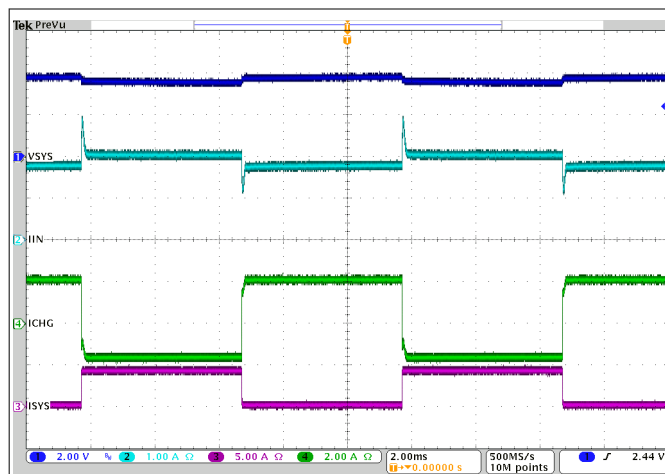 Tek PreVu
T
T
1 VSYS
2 IIN
4 ICHG
3 ISYS
1 2.00 V 2 1.00 A Ω 3 5.00 A Ω 4 2.00 A Ω 2.00ms 500MS/s 1 2.44 V
T→▼0.00000 s 10M points